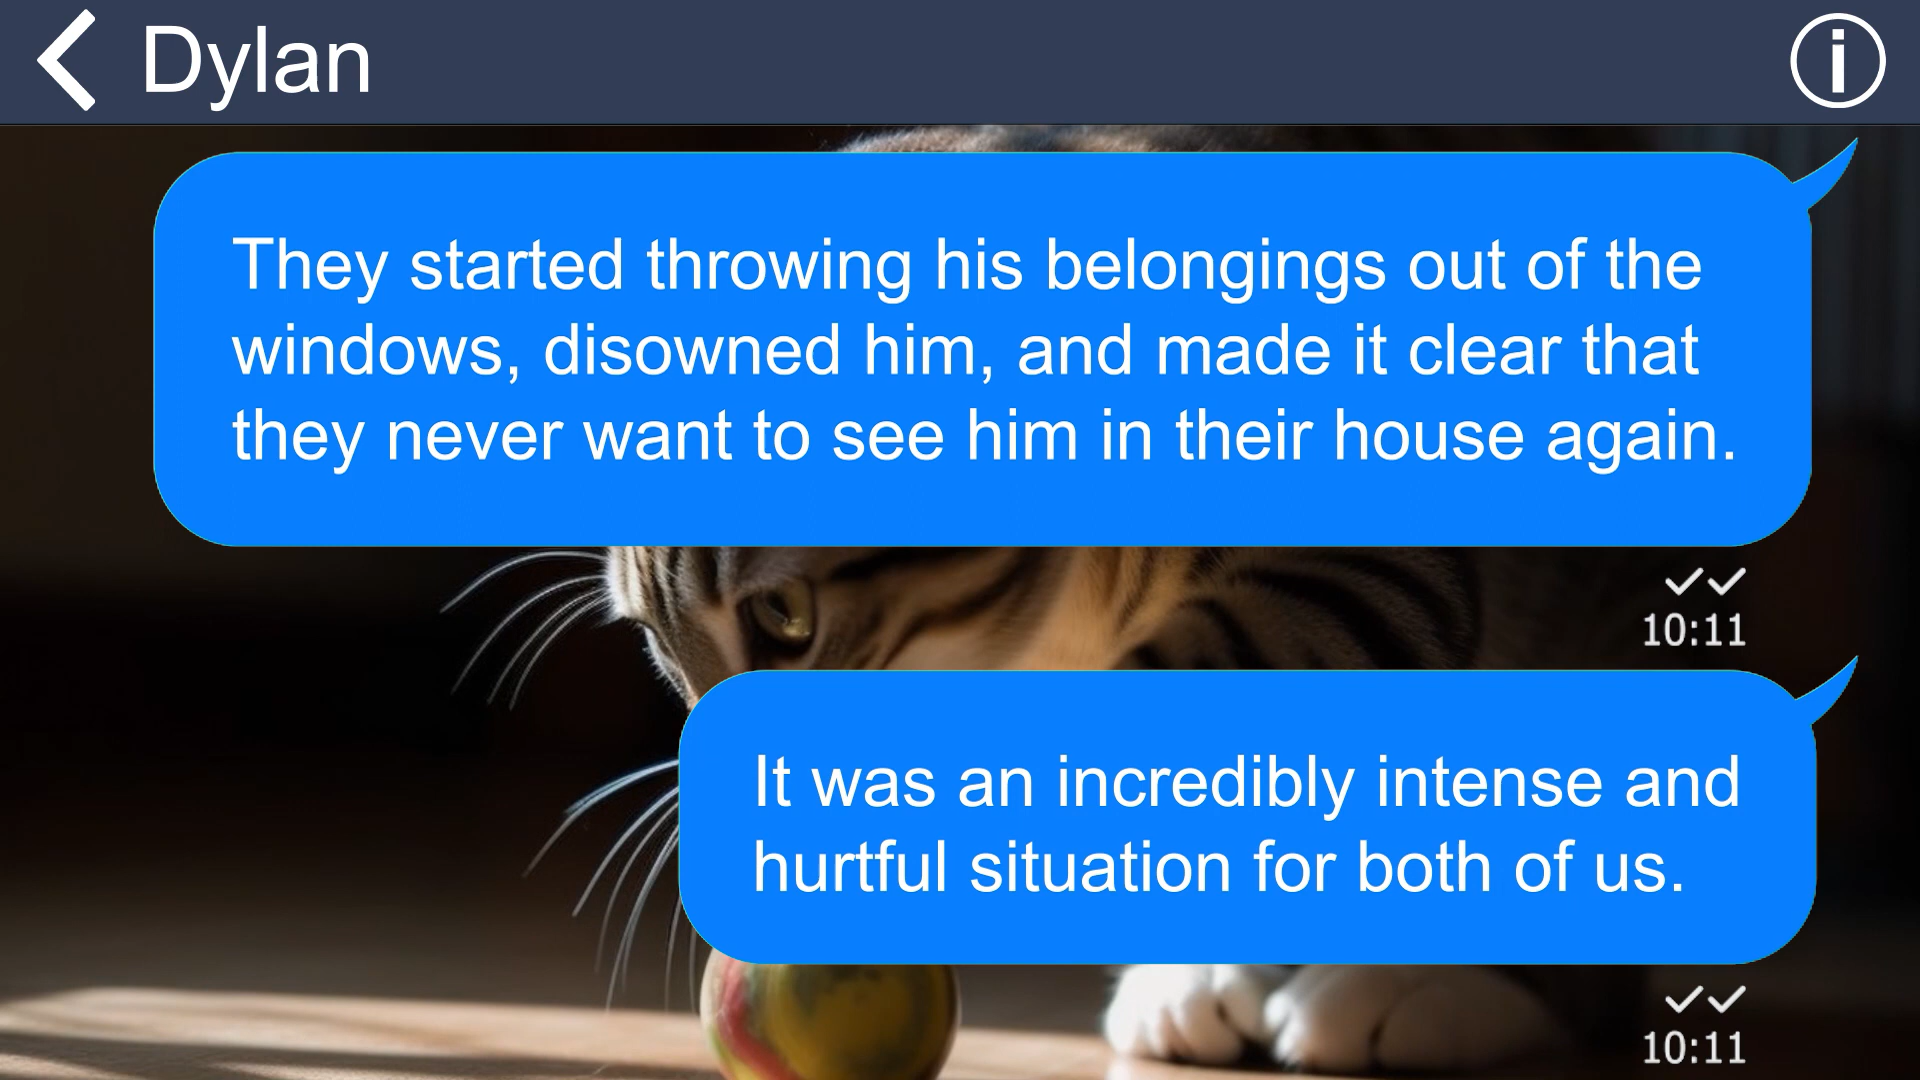 Dylan
They started throwing his belongings out of the
windows, disowned him, and made it clear that
they never want to see him in their house again.
10:11
It was an incredibly intense and
hurtful situation for both of us.
10:11